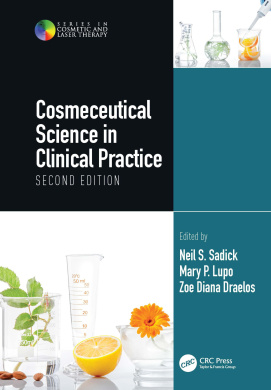 SERIES IN
COSMETIC AND
LASER THERAPY
Cosmeceutical
Science in
Clinical Practice
SECOND EDITION
Edited by
Neil S. Sadick
Mary P. Lupo
Zoe Diana Draelos
CRC
CRC Press
Taylor & Francis Group